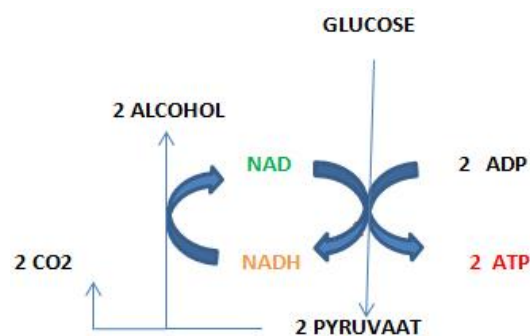 GLUCOSE
2 ALCOHOL
NAD
2 ADP
2 CO2
NADH
2 ATP
2 PYRUVAAT